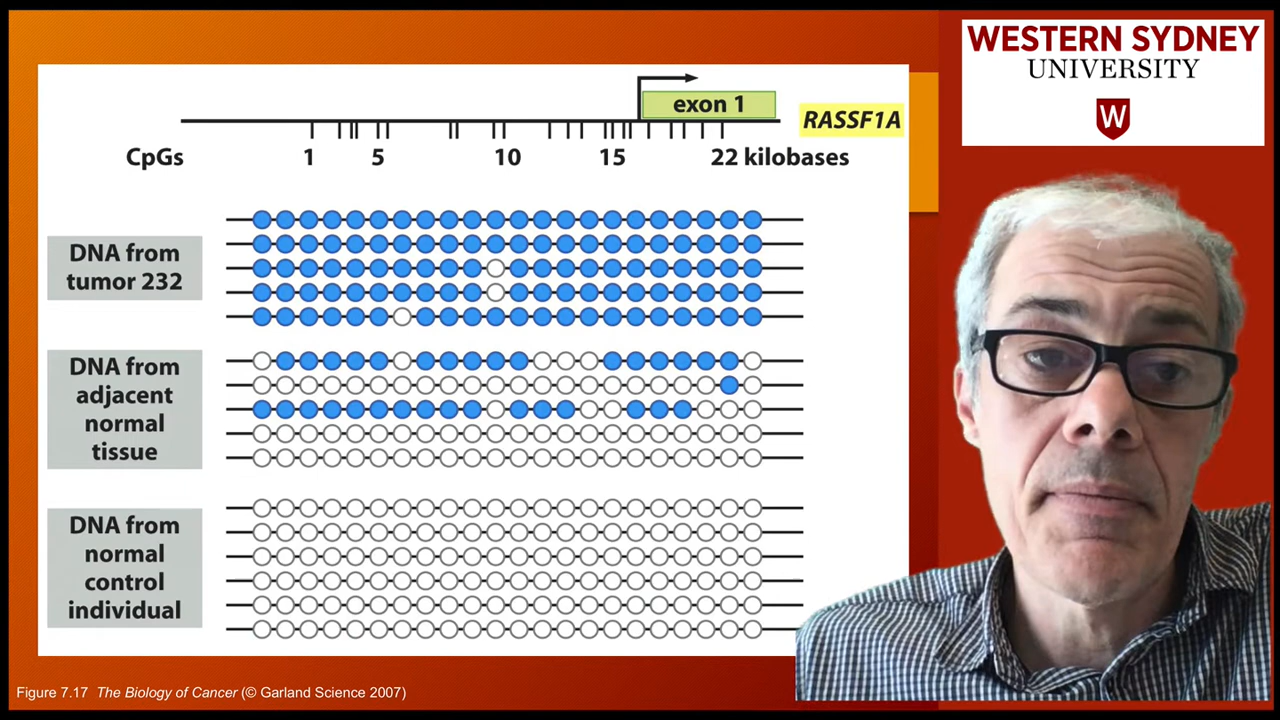 WESTERN SYDNEY
UNIVERSITY
W
exon 1
RASSF1A
CpGs 1 5 10 15 22 kilobases
DNA from
tumor 232
DNA from
adjacent
normal
tissue
DNA from
normal
control
individual
Figure 7.17 The Biology of Cancer (© Garland Science 2007)